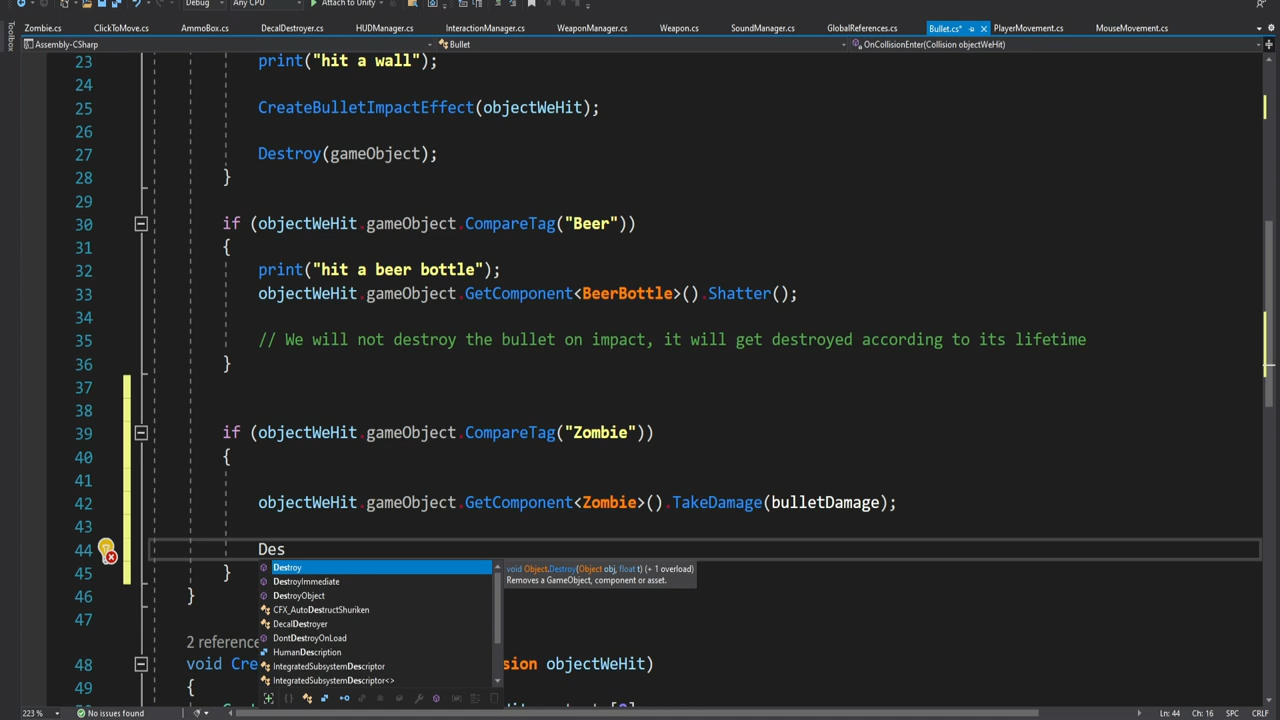 Debug
Any CPU
Attach to Unity
Toolbox
Zombie.cs
ClickToMove.cs
AmmoBox.cs
DecalDestroyer.cs
HUDManager.cs
InteractionManager.cs
WeaponManager.cs
Weapon.cs
SoundManager.cs
GlobalReferences.cs
Bullet.cs*
PlayerMovement.cs
MouseMovement.cs
Assembly-CSharp
Bullet
OnCollisionEnter(Collision objectWeHit)
23 print("hit a wall");
24
25 CreateBulletImpactEffect(objectWeHit);
26
27 Destroy(gameObject);
28 }
29
30 if (objectWeHit.gameObject.CompareTag("Beer"))
31 {
32 print("hit a beer bottle");
33 objectWeHit.gameObject.GetComponent<BeerBottle>().Shatter();
34
35 // We will not destroy the bullet on impact, it will get destroyed according to its lifetime
36 }
37
38
39 if (objectWeHit.gameObject.CompareTag("Zombie"))
40 {
41
42 objectWeHit.gameObject.GetComponent<Zombie>().TakeDamage(bulletDamage);
43
44 Des
Destroy
DestroyImmediate
DestroyObject
CFX_AutoDestructShuriken
DecalDestroyer
DontDestroyOnLoad
HumanDescription
IntegratedSubsystemDescriptor
IntegratedSubsystemDescriptor<>
void Object.Destroy(Object obj, float t) (+ 1 overload)
Removes a GameObject, component or asset.
45 }
46 }
47
2 reference
48 void Cre sion objectWeHit)
49 {
223 %
No issues found
Ln: 44
Ch: 16
SPC
CRLF